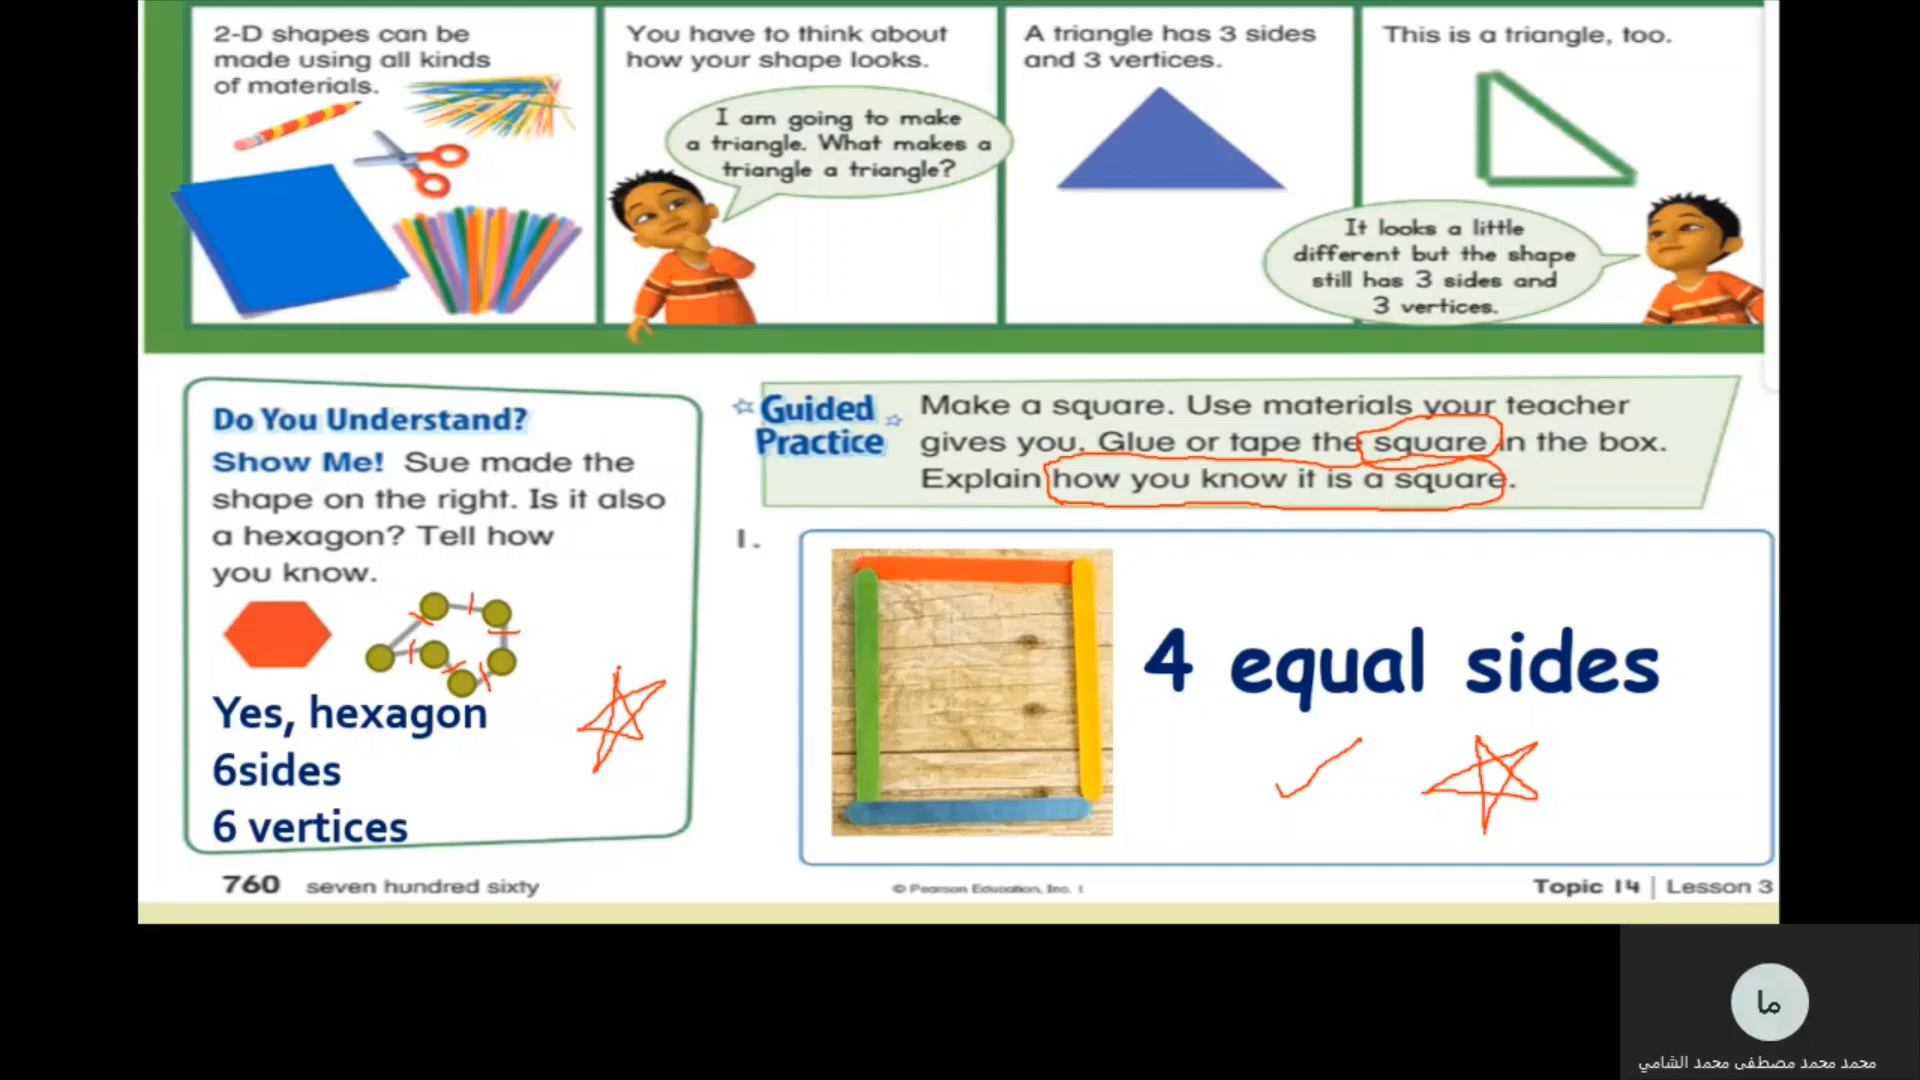 2-D shapes can be
made using all kinds
of materials.
You have to think about
how your shape looks.
I am going to make
a triangle. What makes a
triangle a triangle?
A triangle has 3 sides
and 3 vertices.
This is a triangle, too.
It looks a little
different but the shape
still has 3 sides and
3 vertices.
Do You Understand?
Show Me! Sue made the
shape on the right. Is it also
a hexagon? Tell how
you know.
Yes, hexagon
6sides
6 vertices
Guided
Practice
Make a square. Use materials your teacher
gives you. Glue or tape the square in the box.
Explain how you know it is a square.
1.
4 equal sides
760 seven hundred sixty
© Pearson Education, Inc. 1
Topic 14 | Lesson 3
ما
محمد محمد مصطفى محمد الشامي